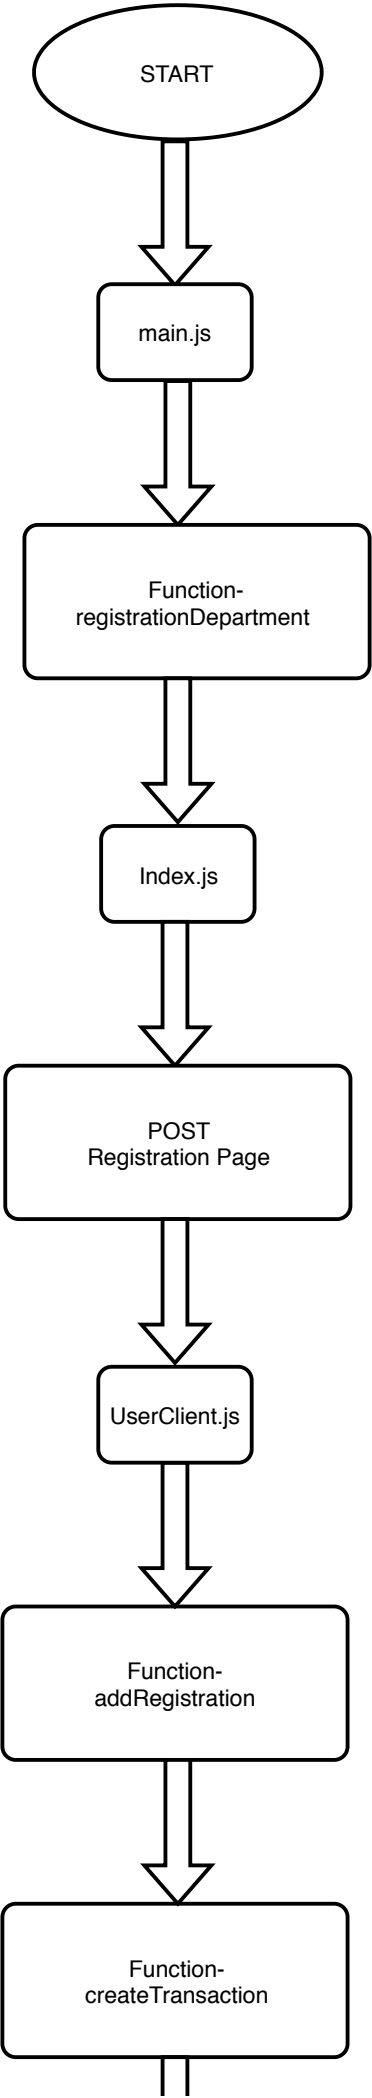 START
main.js
Function-
registrationDepartment
Index.js
POST
Registration Page
UserClient.js
Function-
addRegistration
Function-
createTransaction